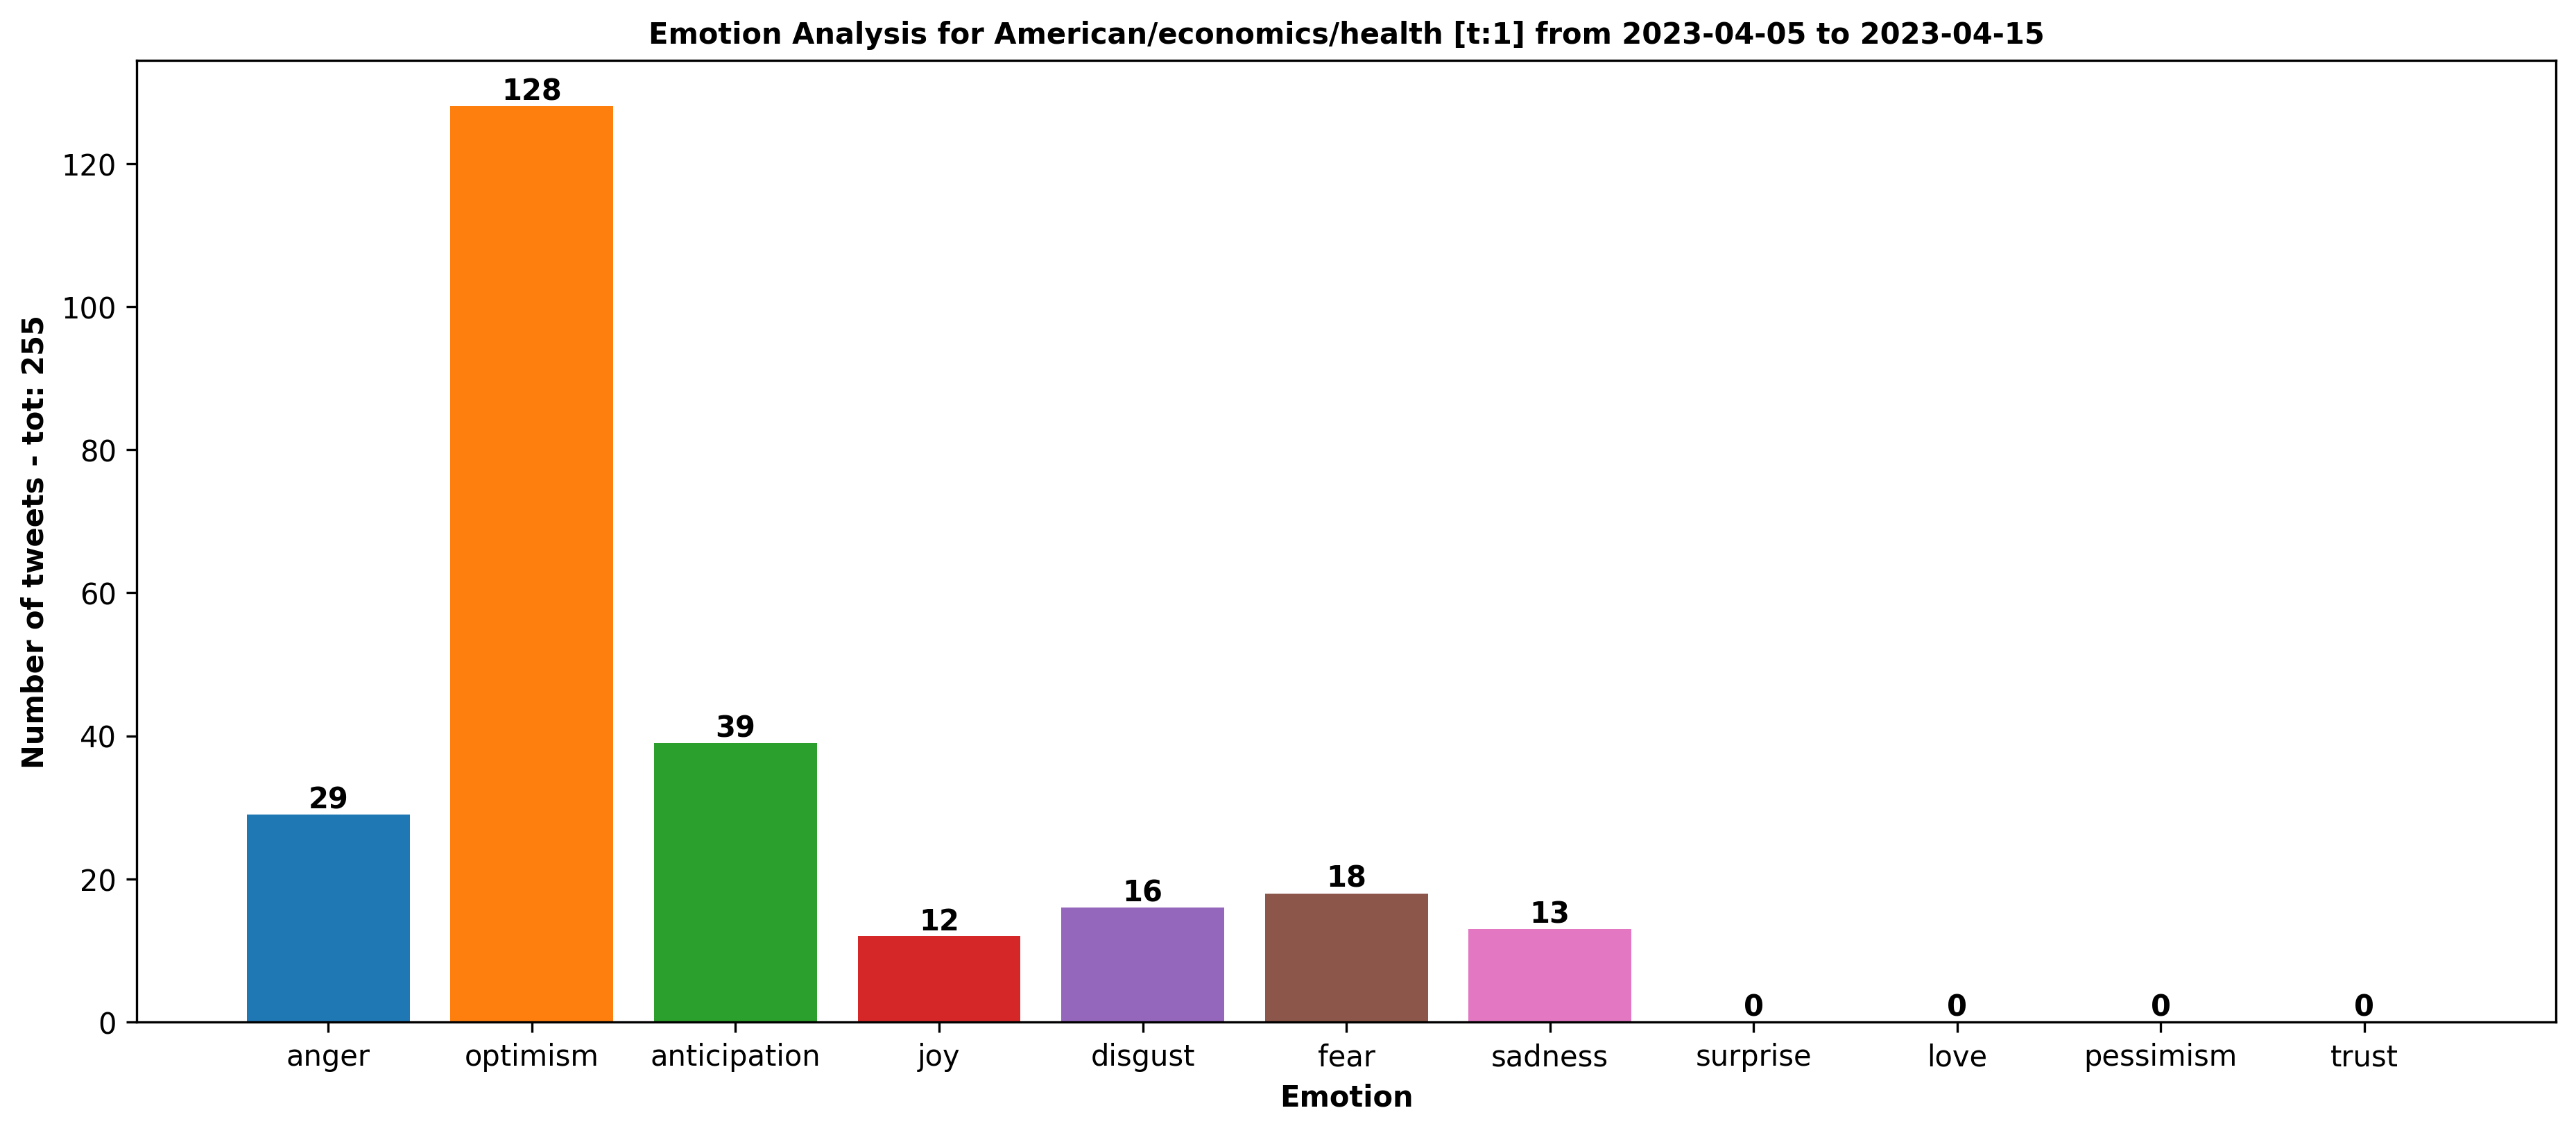 Emotion Analysis for American/economics/health [t:1] from 2023-04-05 to 2023-04-15
Number of tweets - tot: 255
120
100
80
60
40
20
0
29
128
39
12
16
18
13
0
0
0
0
anger
optimism
anticipation
joy
disgust
fear
sadness
surprise
love
pessimism
trust
Emotion